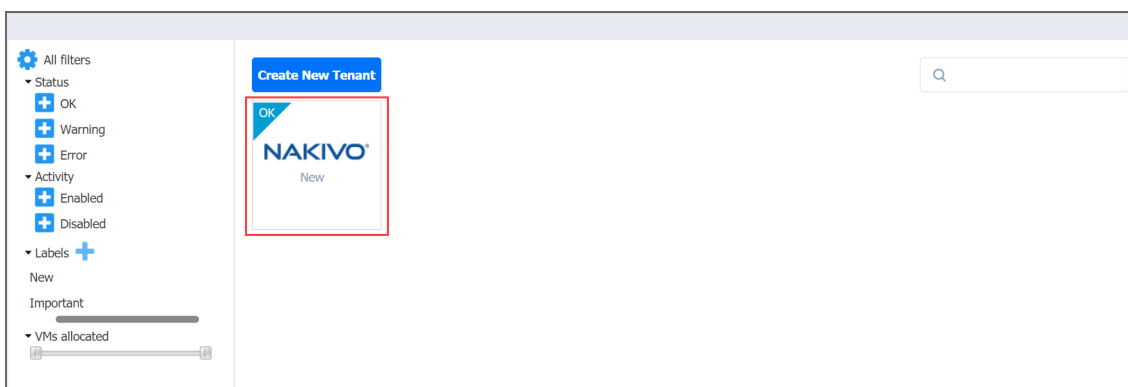 All filters
Status
OK
Warning
Error
Activity
Enabled
Disabled
Labels
New
Important
VMs allocated
Create New Tenant
OK
NAKIVO®
New